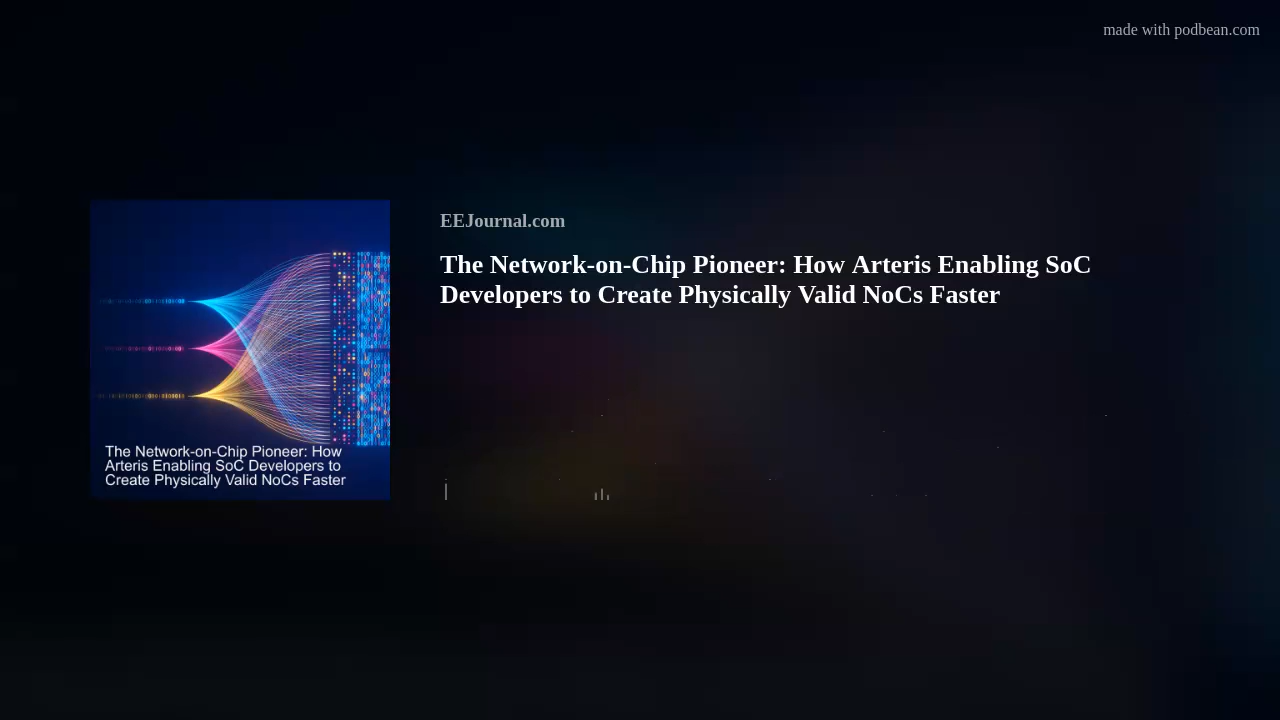 made with podbean.com
EEJournal.com
The Network-on-Chip Pioneer: How Arteris Enabling SoC
Developers to Create Physically Valid NoCs Faster
The Network-on-Chip Pioneer: How
Arteris Enabling SoC Developers to
Create Physically Valid NoCs Faster